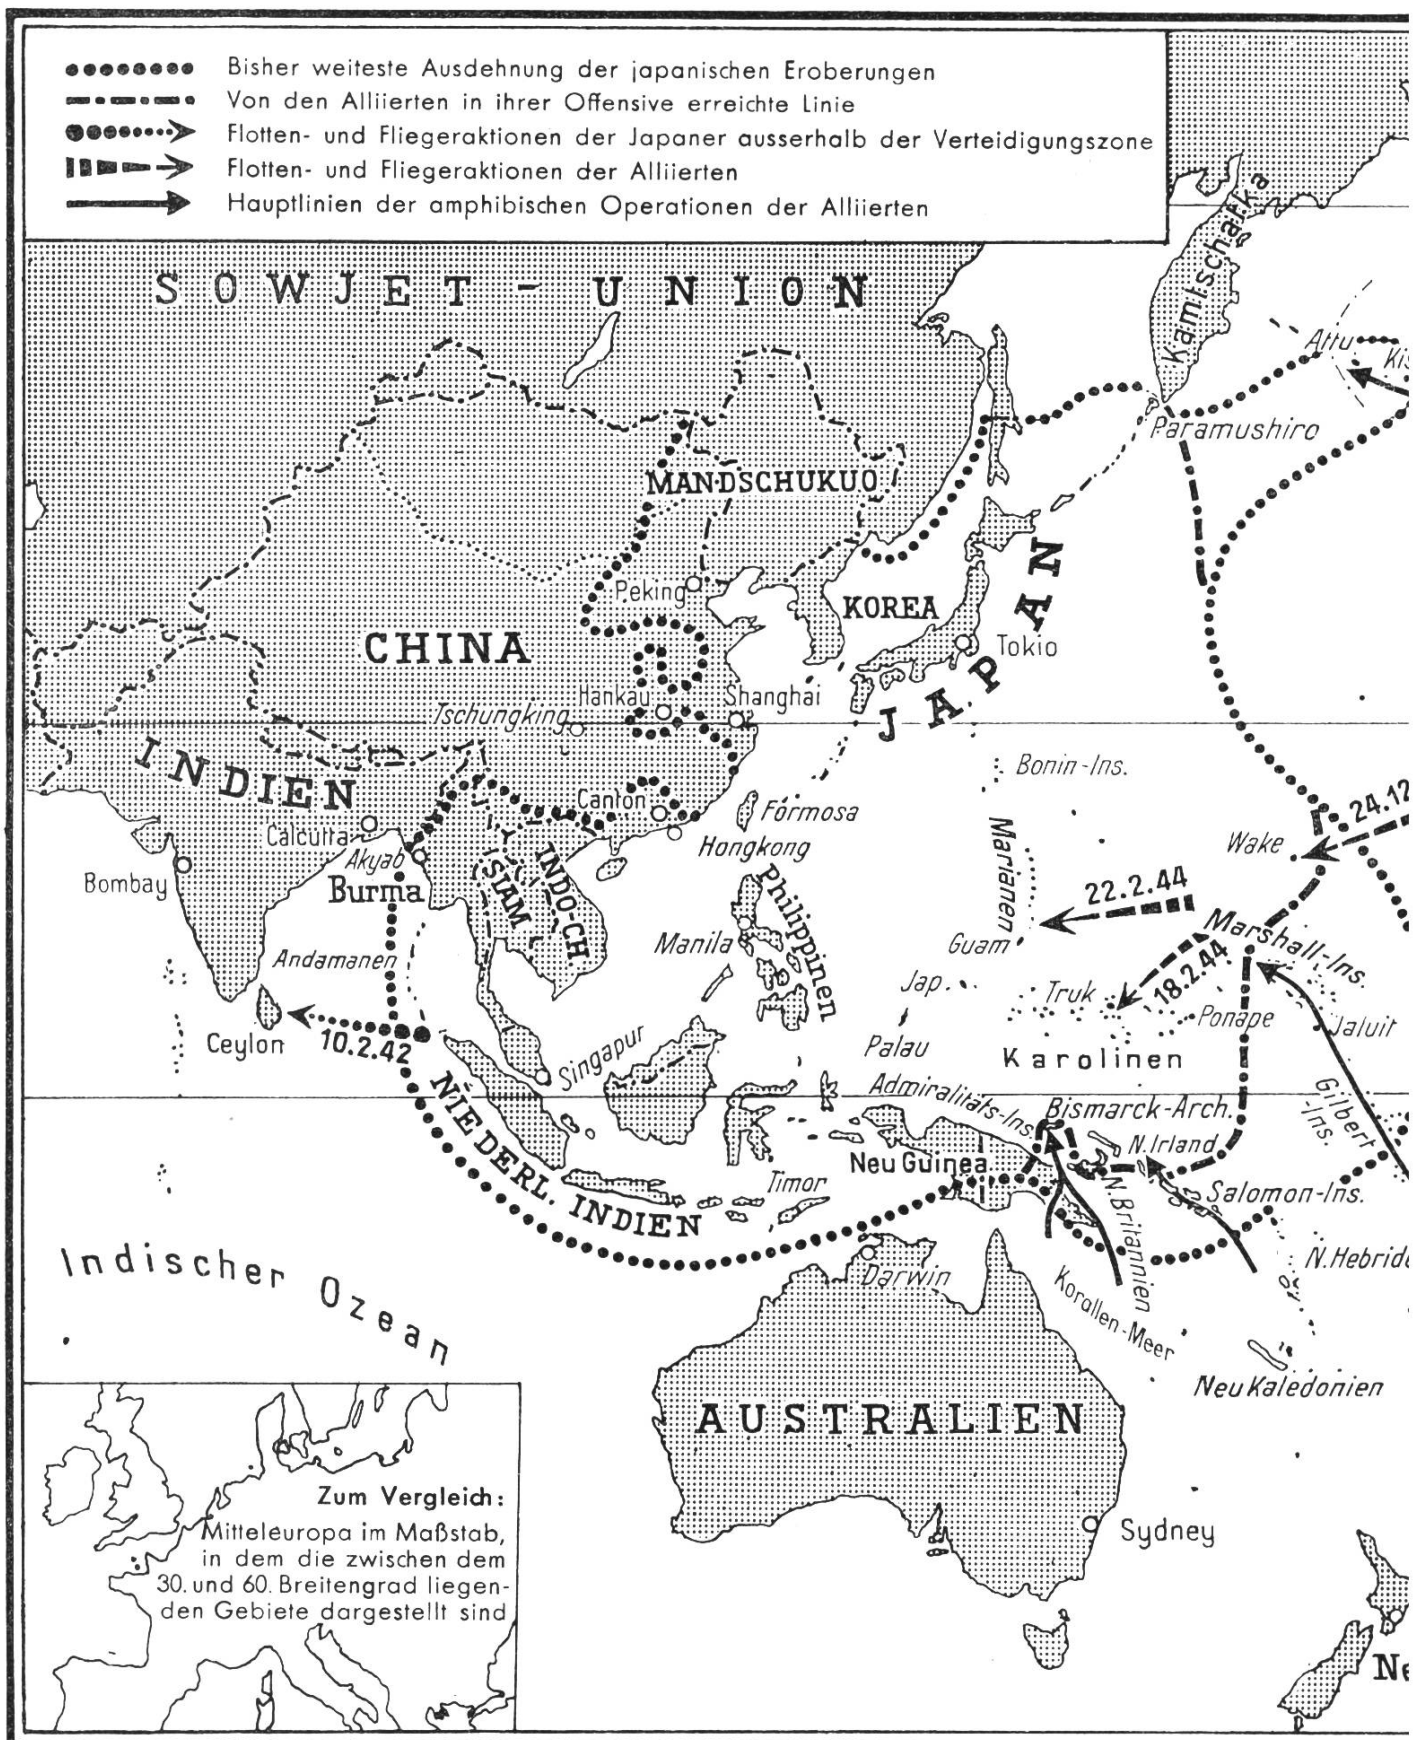 Bisher weiteste Ausdehnung der japanischen Eroberungen
Von den Alliierten in ihrer Offensive erreichte Linie
Flotten- und Fliegeraktionen der Japaner ausserhalb der Verteidigungszone
Flotten- und Fliegeraktionen der Alliierten
Hauptlinien der amphibischen Operationen der Alliierten
SOWJET-UNION
Kamtschatka
Attu
Kis
Paramushiro
MANDSCHUKUO
Peking
KOREA
JAPAN
Tokio
CHINA
Hankau
Shanghai
Tschungking
INDIEN
Bonin-Ins.
Canton
Formosa
Calcutta
Hongkong
Akyab
Bombay
Burma
SIAM
INDO-CH
Marianen
Wake
24.12
22.2.44
Philippinen
Manila
Guam
Marshall-Ins.
18.2.44
Andamanen
Jap.
Truk
Ponape
Jaluit
Ceylon
10.2.42
Singapur
Palau
Karolinen
Gilbert
-Ins.
NIEDERL. INDIEN
Admiralitäts-Ins.
Bismarck-Arch.
N.Irland
Neu Guinea
Timor
N.Britannien
Salomon-Ins.
Indischer Ozean
Darwin
Korallen-Meer
N.Hebride
Neu Kaledonien
AUSTRALIEN
Sydney
Ne
Zum Vergleich:
Mitteleuropa im Maßstab,
in dem die zwischen dem
30. und 60. Breitengrad liegen-
den Gebiete dargestellt sind